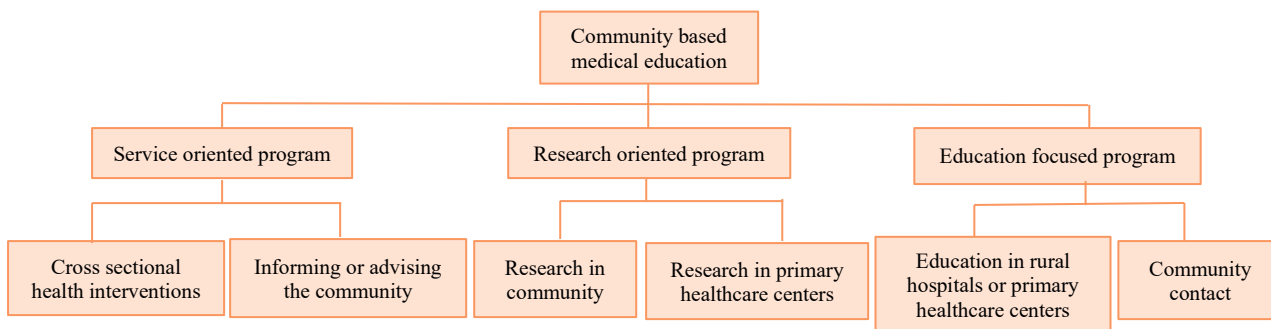 Community based
medical education
Service oriented program
Research oriented program
Education focused program
Cross sectional
health interventions
Informing or advising
the community
Research in
community
Research in primary
healthcare centers
Education in rural
hospitals or primary
healthcare centers
Community
contact